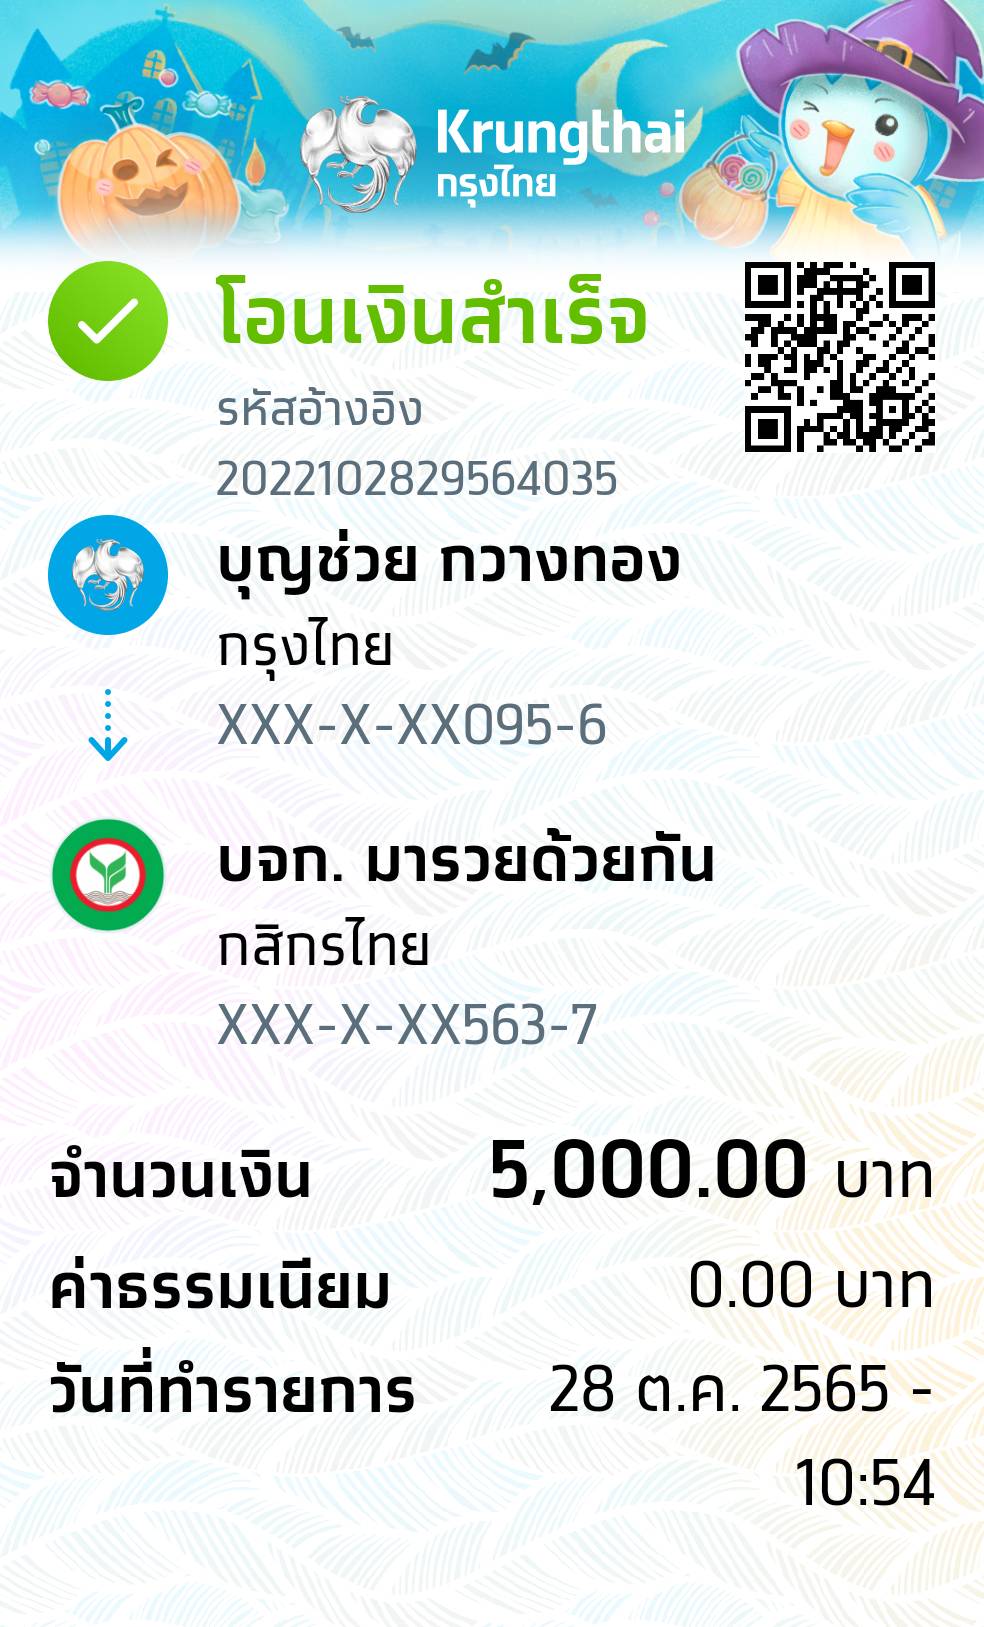 Krungthai
กรุงไทย
โอนเงินสำเร็จ
รหัสอ้างอิง
2022102829564035
บุญช่วย กวางทอง
กรุงไทย
XXX-X-XX095-6
บจก. มารวยด้วยกัน
กสิกรไทย
XXX-X-XX563-7
จำนวนเงิน 5,000.00 บาท
ค่าธรรมเนียม 0.00 บาท
วันที่ทำรายการ 28 ต.ค. 2565 -
10:54